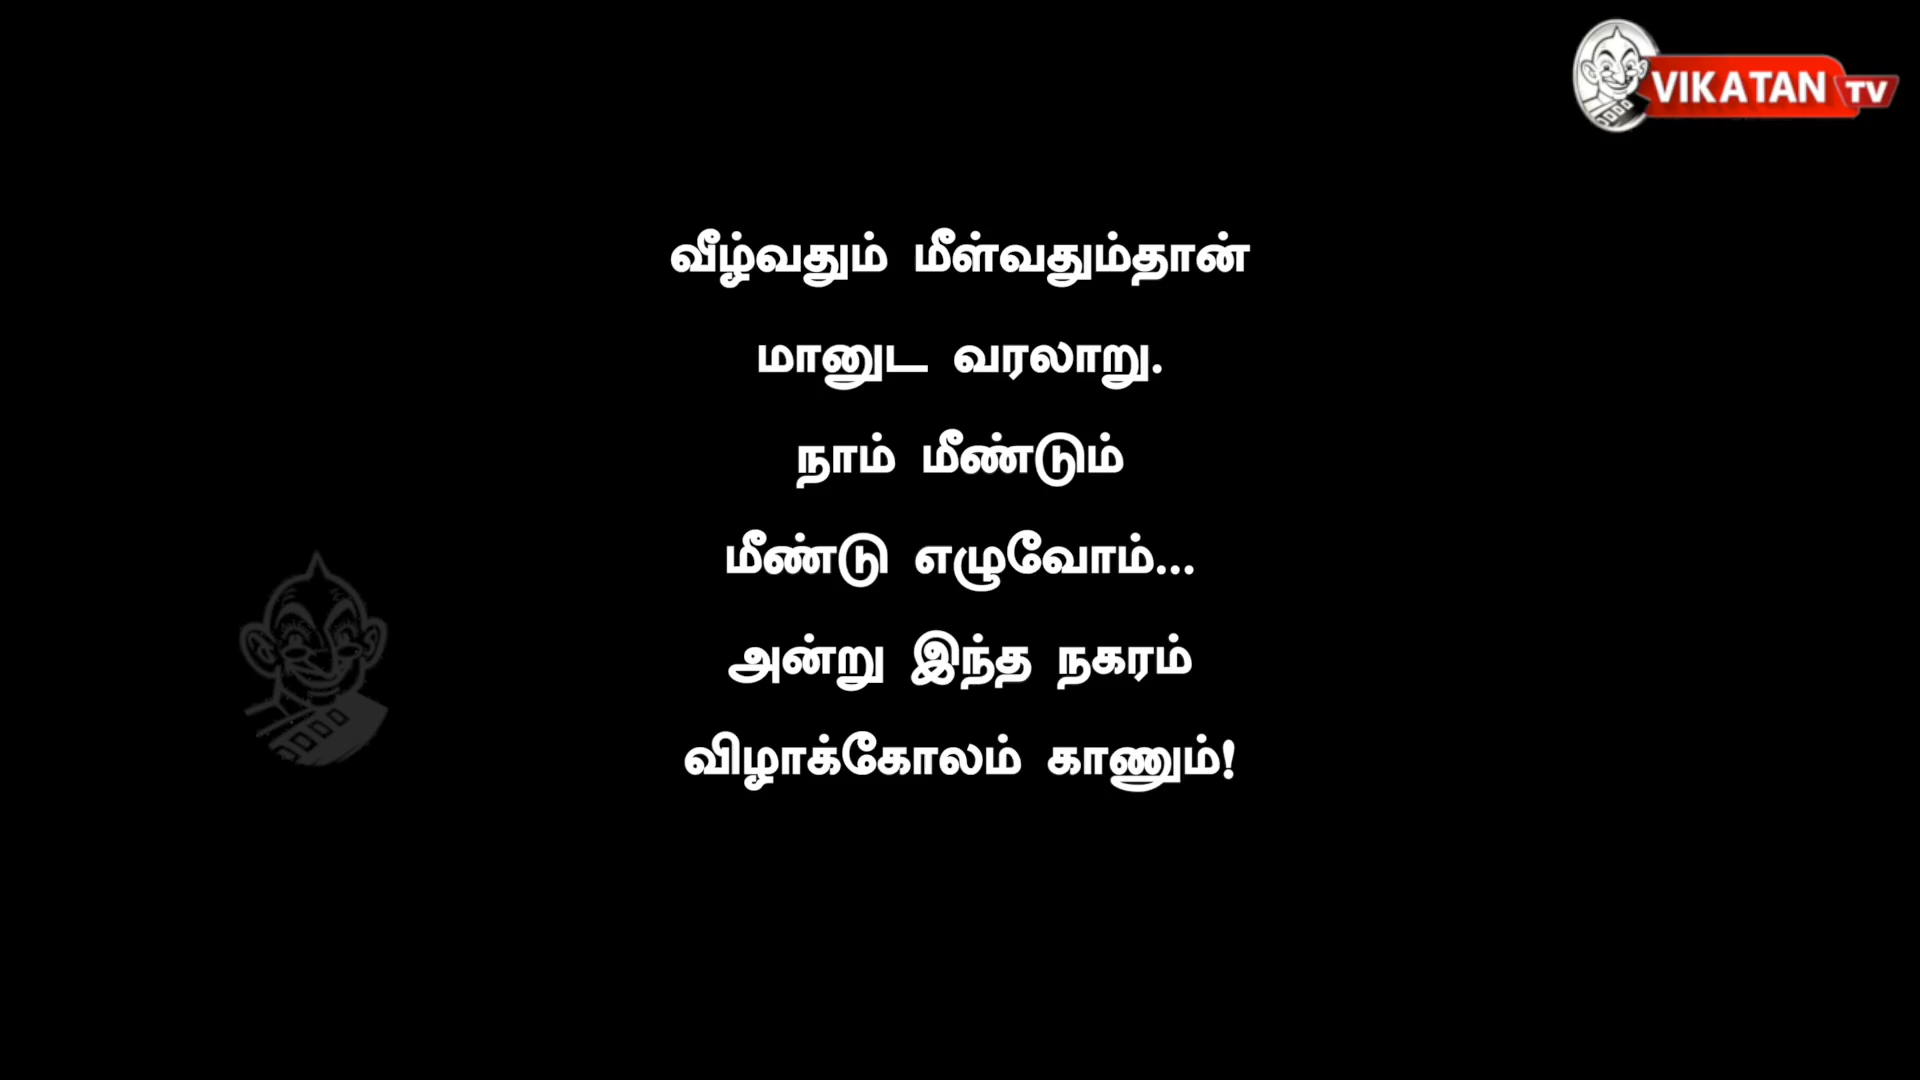 VIKATAN TV
வீழ்வதும் மீள்வதும்தான்
மானுட வரலாறு.
நாம் மீண்டும்
மீண்டு எழுவோம்...
அன்று இந்த நகரம்
விழாக்கோலம் காணும்!